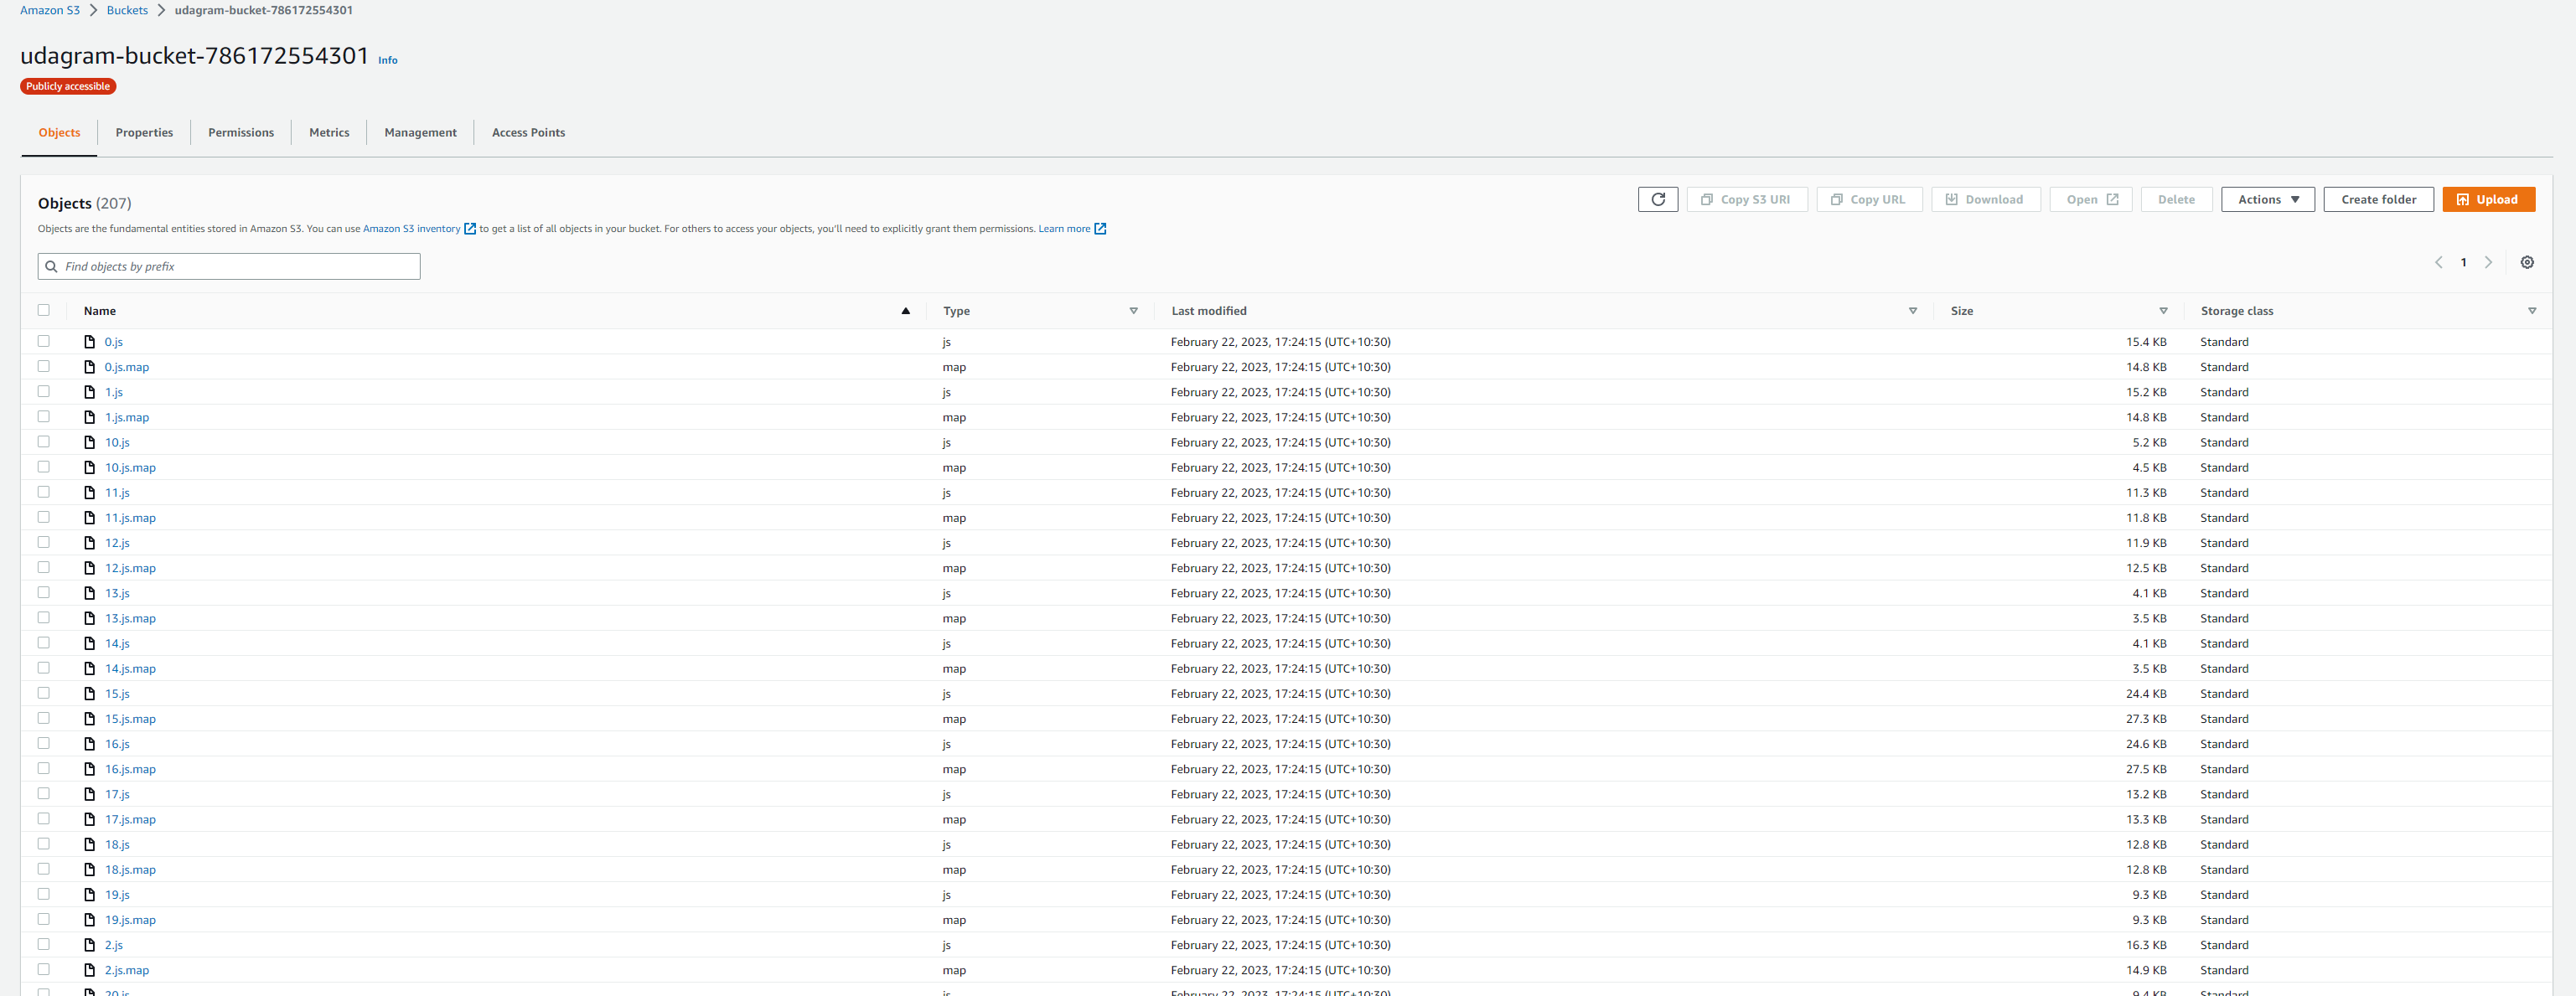 Amazon S3 > Buckets > udagram-bucket-786172554301
udagram-bucket-786172554301 Info
Publicly accessible
Objects Properties Permissions Metrics Management Access Points
Objects (207)
Copy S3 URI Copy URL Download Open Delete Actions Create folder Upload
Objects are the fundamental entities stored in Amazon S3. You can use Amazon S3 inventory to get a list of all objects in your bucket. For others to access your objects, you'll need to explicitly grant them permissions. Learn more
Find objects by prefix
1
Name Type Last modified Size Storage class
0.js js February 22, 2023, 17:24:15 (UTC+10:30) 15.4 KB Standard
0.js.map map February 22, 2023, 17:24:15 (UTC+10:30) 14.8 KB Standard
1.js js February 22, 2023, 17:24:15 (UTC+10:30) 15.2 KB Standard
1.js.map map February 22, 2023, 17:24:15 (UTC+10:30) 14.8 KB Standard
10.js js February 22, 2023, 17:24:15 (UTC+10:30) 5.2 KB Standard
10.js.map map February 22, 2023, 17:24:15 (UTC+10:30) 4.5 KB Standard
11.js js February 22, 2023, 17:24:15 (UTC+10:30) 11.3 KB Standard
11.js.map map February 22, 2023, 17:24:15 (UTC+10:30) 11.8 KB Standard
12.js js February 22, 2023, 17:24:15 (UTC+10:30) 11.9 KB Standard
12.js.map map February 22, 2023, 17:24:15 (UTC+10:30) 12.5 KB Standard
13.js js February 22, 2023, 17:24:15 (UTC+10:30) 4.1 KB Standard
13.js.map map February 22, 2023, 17:24:15 (UTC+10:30) 3.5 KB Standard
14.js js February 22, 2023, 17:24:15 (UTC+10:30) 4.1 KB Standard
14.js.map map February 22, 2023, 17:24:15 (UTC+10:30) 3.5 KB Standard
15.js js February 22, 2023, 17:24:15 (UTC+10:30) 24.4 KB Standard
15.js.map map February 22, 2023, 17:24:15 (UTC+10:30) 27.3 KB Standard
16.js js February 22, 2023, 17:24:15 (UTC+10:30) 24.6 KB Standard
16.js.map map February 22, 2023, 17:24:15 (UTC+10:30) 27.5 KB Standard
17.js js February 22, 2023, 17:24:15 (UTC+10:30) 13.2 KB Standard
17.js.map map February 22, 2023, 17:24:15 (UTC+10:30) 13.3 KB Standard
18.js js February 22, 2023, 17:24:15 (UTC+10:30) 12.8 KB Standard
18.js.map map February 22, 2023, 17:24:15 (UTC+10:30) 12.8 KB Standard
19.js js February 22, 2023, 17:24:15 (UTC+10:30) 9.3 KB Standard
19.js.map map February 22, 2023, 17:24:15 (UTC+10:30) 9.3 KB Standard
2.js js February 22, 2023, 17:24:15 (UTC+10:30) 16.3 KB Standard
2.js.map map February 22, 2023, 17:24:15 (UTC+10:30) 14.9 KB Standard
20.js js February 22, 2023, 17:24:15 (UTC+10:30) 9.4 KB Standard